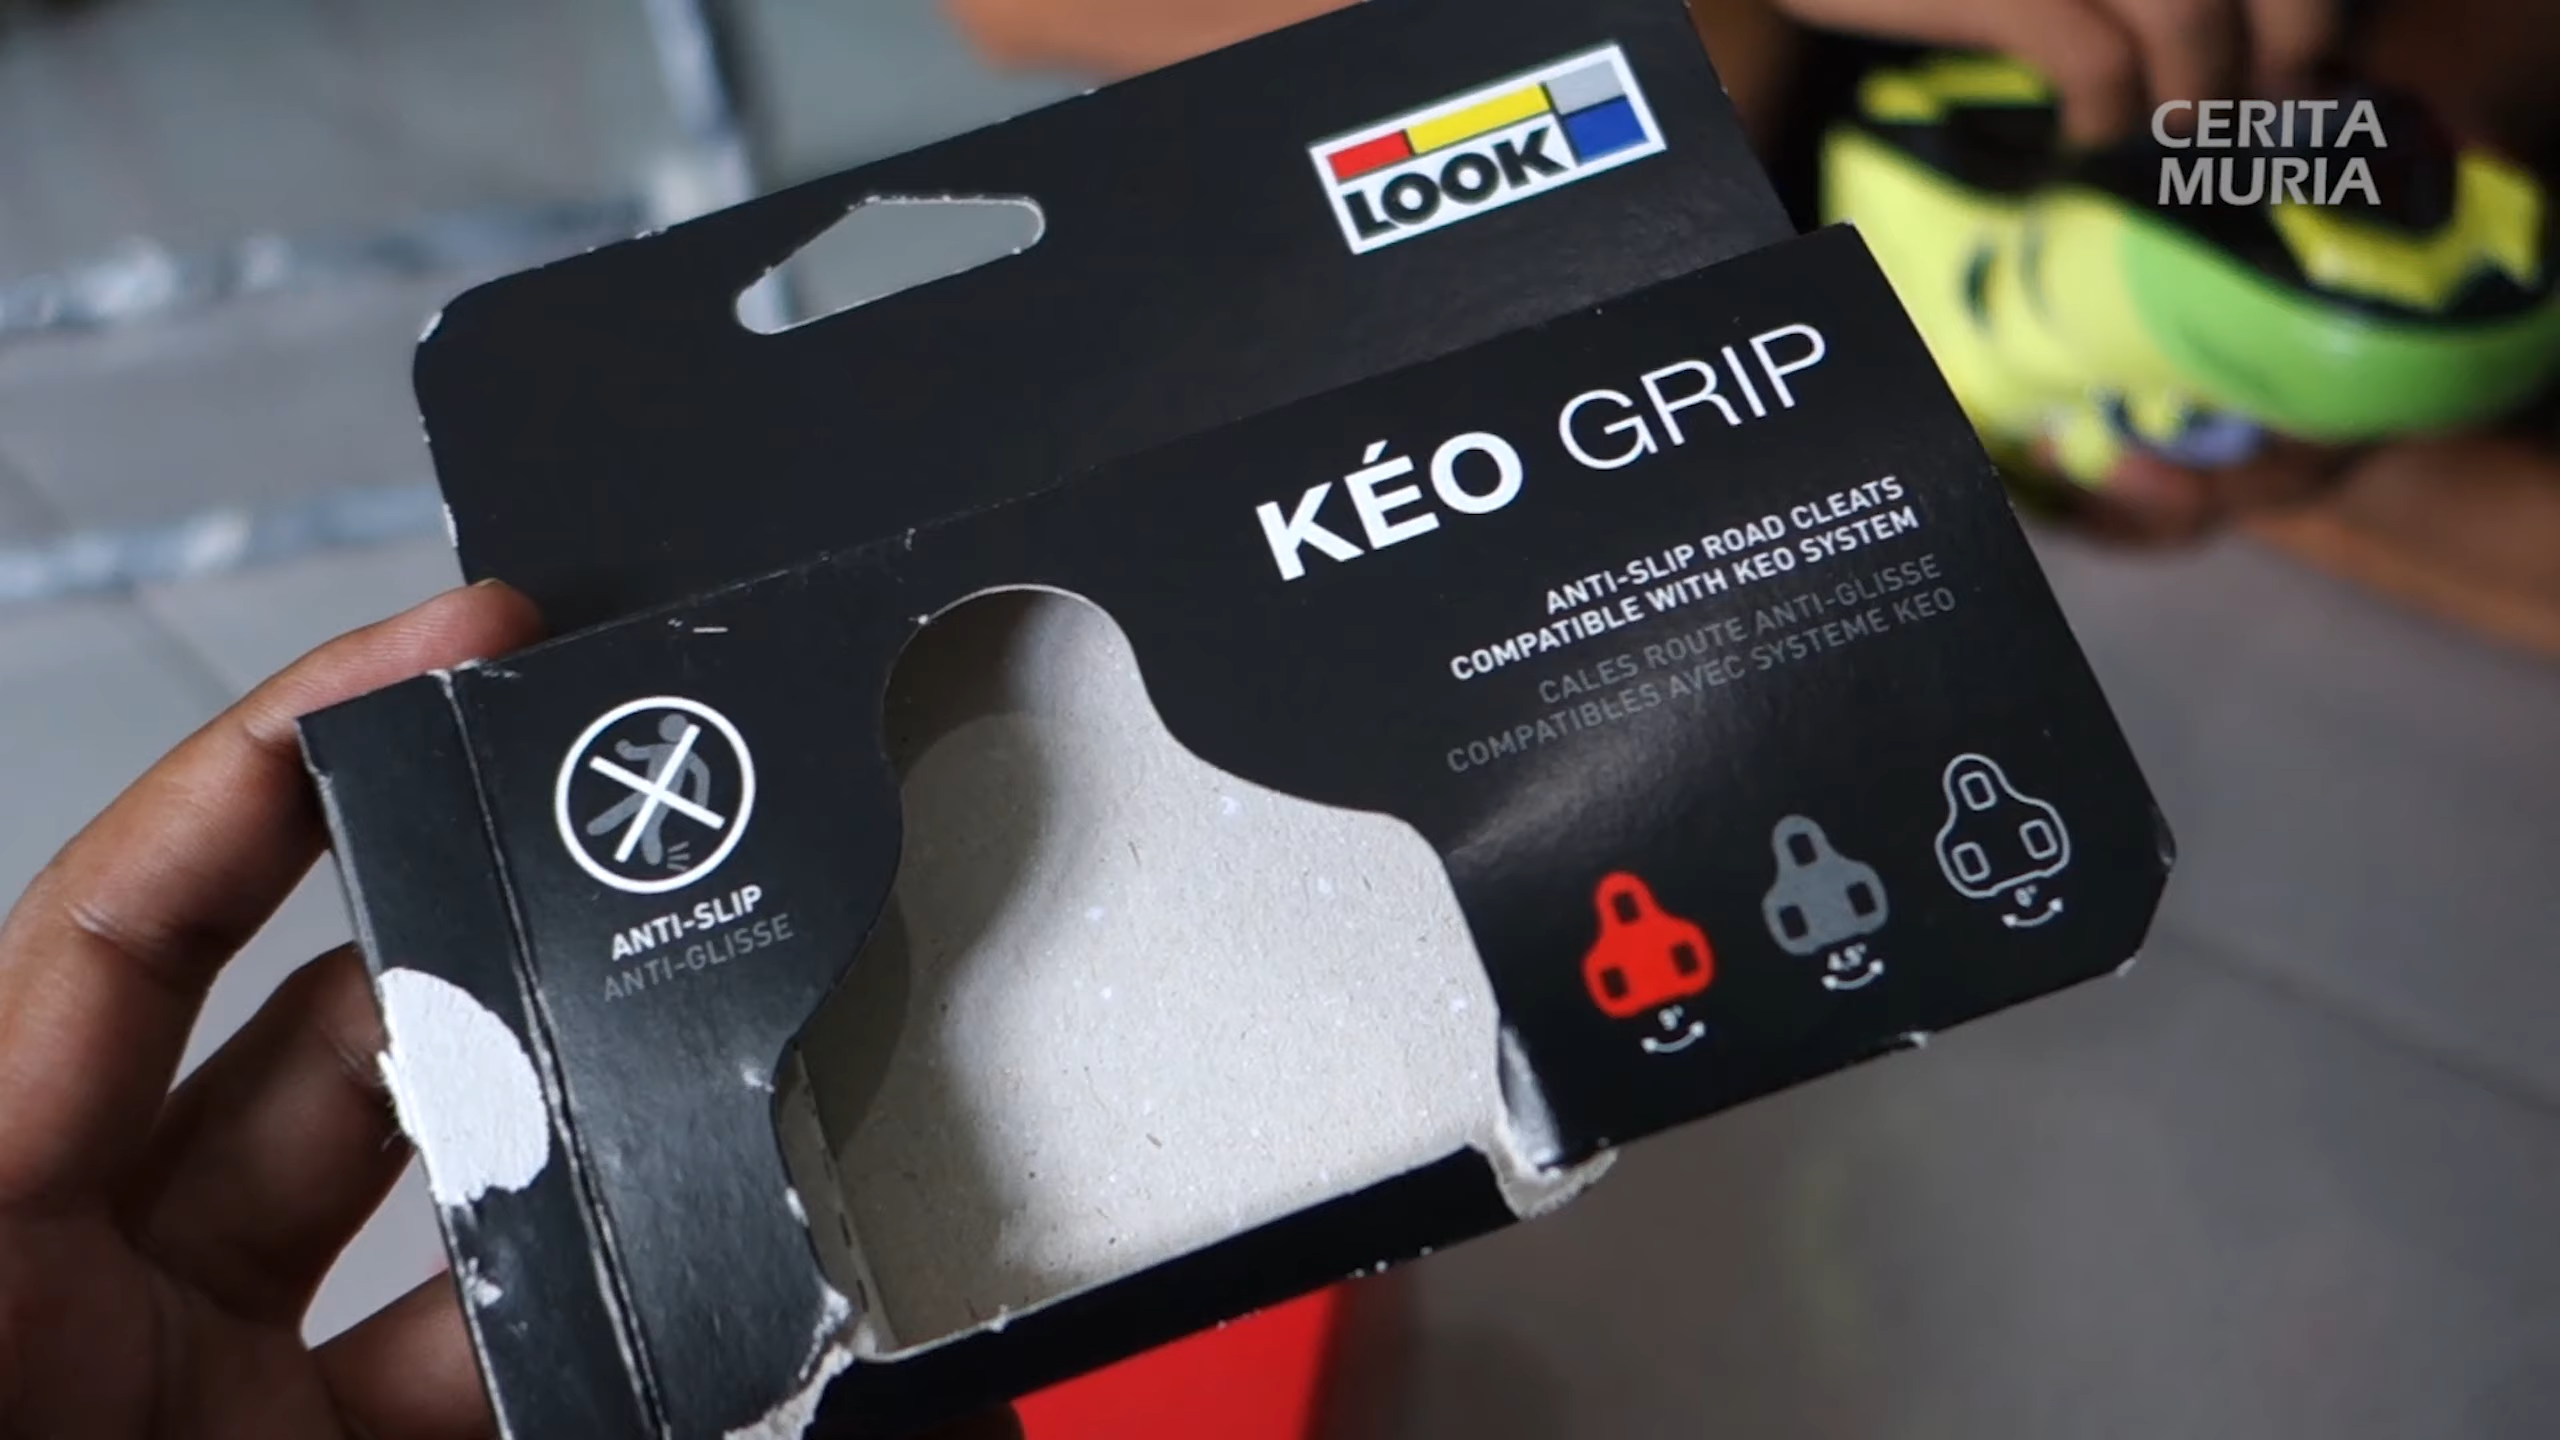 CERITA
MURIA
LOOK
KÉO GRIP
ANTI-SLIP ROAD CLEATS
COMPATIBLE WITH KEO SYSTEM
CALES ROUTE ANTI-GLISSE
COMPATIBLES AVEC SYSTEME KEO
ANTI-SLIP
ANTI-GLISSE
9°
4,5°
0°